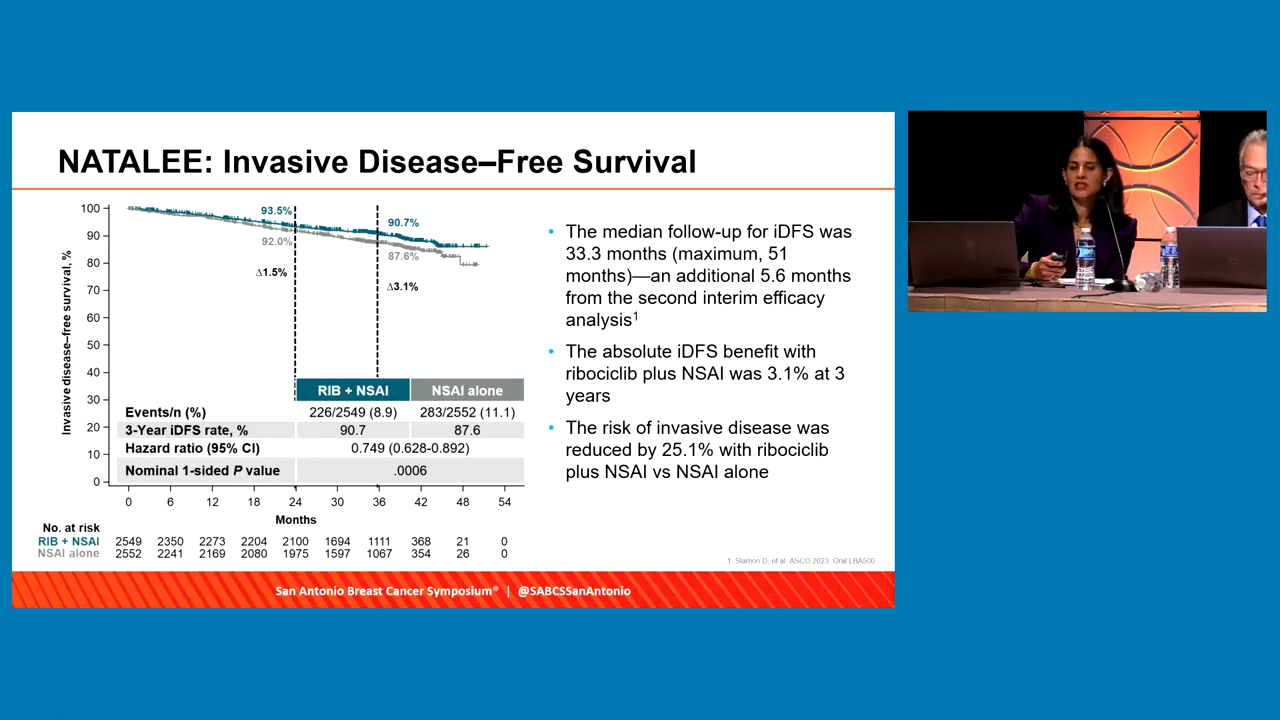 NATALEE: Invasive Disease–Free Survival
Invasive disease–free survival, %
100
90
80
70
60
50
40
30
20
10
0
93.5%
92.0%
Δ1.5%
90.7%
87.6%
Δ3.1%
RIB + NSAI NSAI alone
Events/n (%) 226/2549 (8.9) 283/2552 (11.1)
3-Year iDFS rate, % 90.7 87.6
Hazard ratio (95% CI) 0.749 (0.628-0.892)
Nominal 1-sided P value .0006
0 6 12 18 24 30 36 42 48 54
Months
No. at risk
RIB + NSAI 2549 2350 2273 2204 2100 1694 1111 368 21 0
NSAI alone 2552 2241 2169 2080 1975 1597 1067 354 26 0
• The median follow-up for iDFS was
33.3 months (maximum, 51
months)—an additional 5.6 months
from the second interim efficacy
analysis1
• The absolute iDFS benefit with
ribociclib plus NSAI was 3.1% at 3
years
• The risk of invasive disease was
reduced by 25.1% with ribociclib
plus NSAI vs NSAI alone
1. Slamon D, et al. ASCO 2023. Oral LBA500
San Antonio Breast Cancer Symposium® | @SABCSSanAntonio